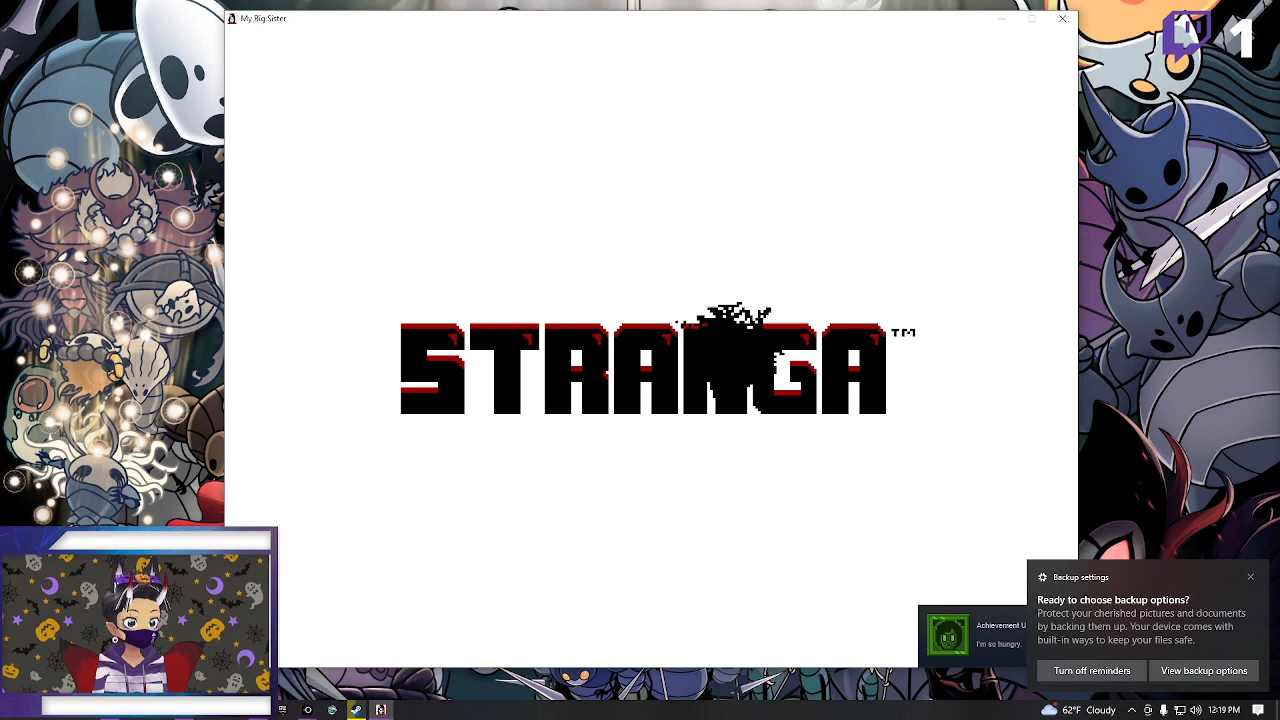 My Big Sister
1
STRANGA™
Backup settings
Ready to choose backup options?
Protect your cherished pictures and documents
by backing them up. Your device comes with
built-in ways to keep your files safe.
Turn off reminders
View backup options
Achievement U
I'm so hungry.
62°F Cloudy
12:19 PM